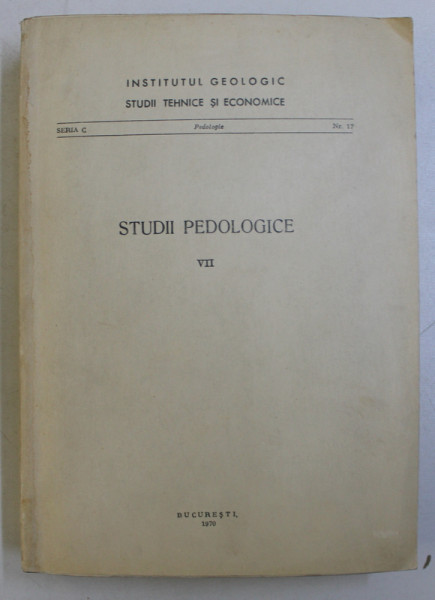 INSTITUTUL GEOLOGIC
STUDII TEHNICE ȘI ECONOMICE
SERIA C Pedologie Nr. 17
STUDII PEDOLOGICE
VII
BUCUREȘTI,
1970